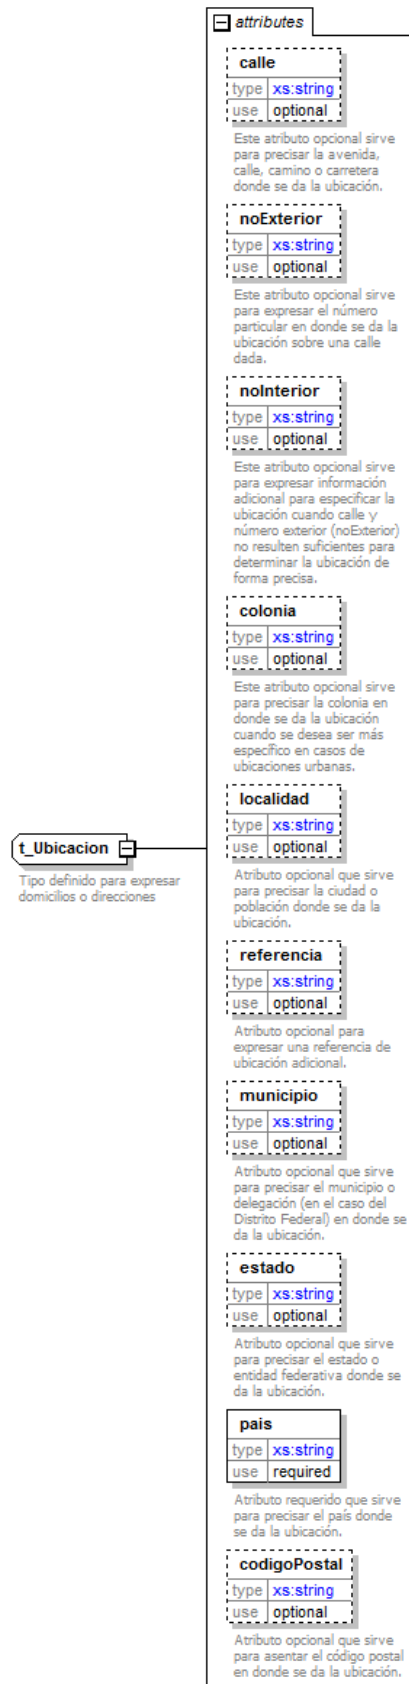 attributes
calle
type xs:string
use optional
Este atributo opcional sirve
para precisar la avenida,
calle, camino o carretera
donde se da la ubicación.
noExterior
type xs:string
use optional
Este atributo opcional sirve
para expresar el número
particular en donde se da la
ubicación sobre una calle
dada.
noInterior
type xs:string
use optional
Este atributo opcional sirve
para expresar información
adicional para especificar la
ubicación cuando calle y
número exterior (noExterior)
no resulten suficientes para
determinar la ubicación de
forma precisa.
colonia
type xs:string
use optional
Este atributo opcional sirve
para precisar la colonia en
donde se da la ubicación
cuando se desea ser más
específico en casos de
ubicaciones urbanas.
localidad
type xs:string
use optional
Atributo opcional que sirve
para precisar la ciudad o
población donde se da la
ubicación.
t_Ubicacion
Tipo definido para expresar
domicilios o direcciones
referencia
type xs:string
use optional
Atributo opcional para
expresar una referencia de
ubicación adicional.
municipio
type xs:string
use optional
Atributo opcional que sirve
para precisar el municipio o
delegación (en el caso del
Distrito Federal) en donde se
da la ubicación.
estado
type xs:string
use optional
Atributo opcional que sirve
para precisar el estado o
entidad federativa donde se
da la ubicación.
pais
type xs:string
use required
Atributo requerido que sirve
para precisar el país donde
se da la ubicación.
codigoPostal
type xs:string
use optional
Atributo opcional que sirve
para asentar el código postal
en donde se da la ubicación.